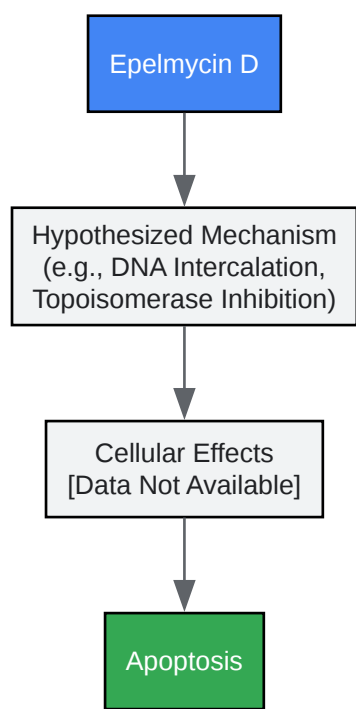 Epelmycin D
Hypothesized Mechanism
(e.g., DNA Intercalation,
Topoisomerase Inhibition)
Cellular Effects
[Data Not Available]
Apoptosis